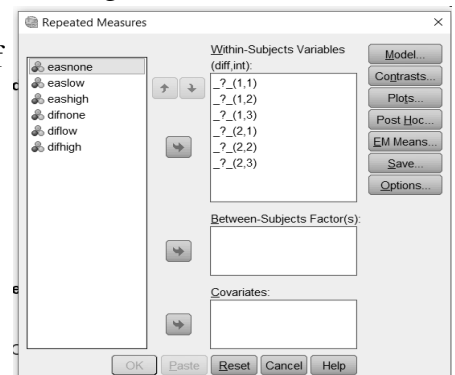 Repeated Measures
easnone
easlow
eashigh
difnone
diflow
difhigh
Within-Subjects Variables
(diff,int):
_?_(1,1)
_?_(1,2)
_?_(1,3)
_?_(2,1)
_?_(2,2)
_?_(2,3)
Between-Subjects Factor(s):
Covariates:
Model...
Contrasts...
Plots...
Post Hoc...
EM Means...
Save...
Options...
OK
Paste
Reset
Cancel
Help